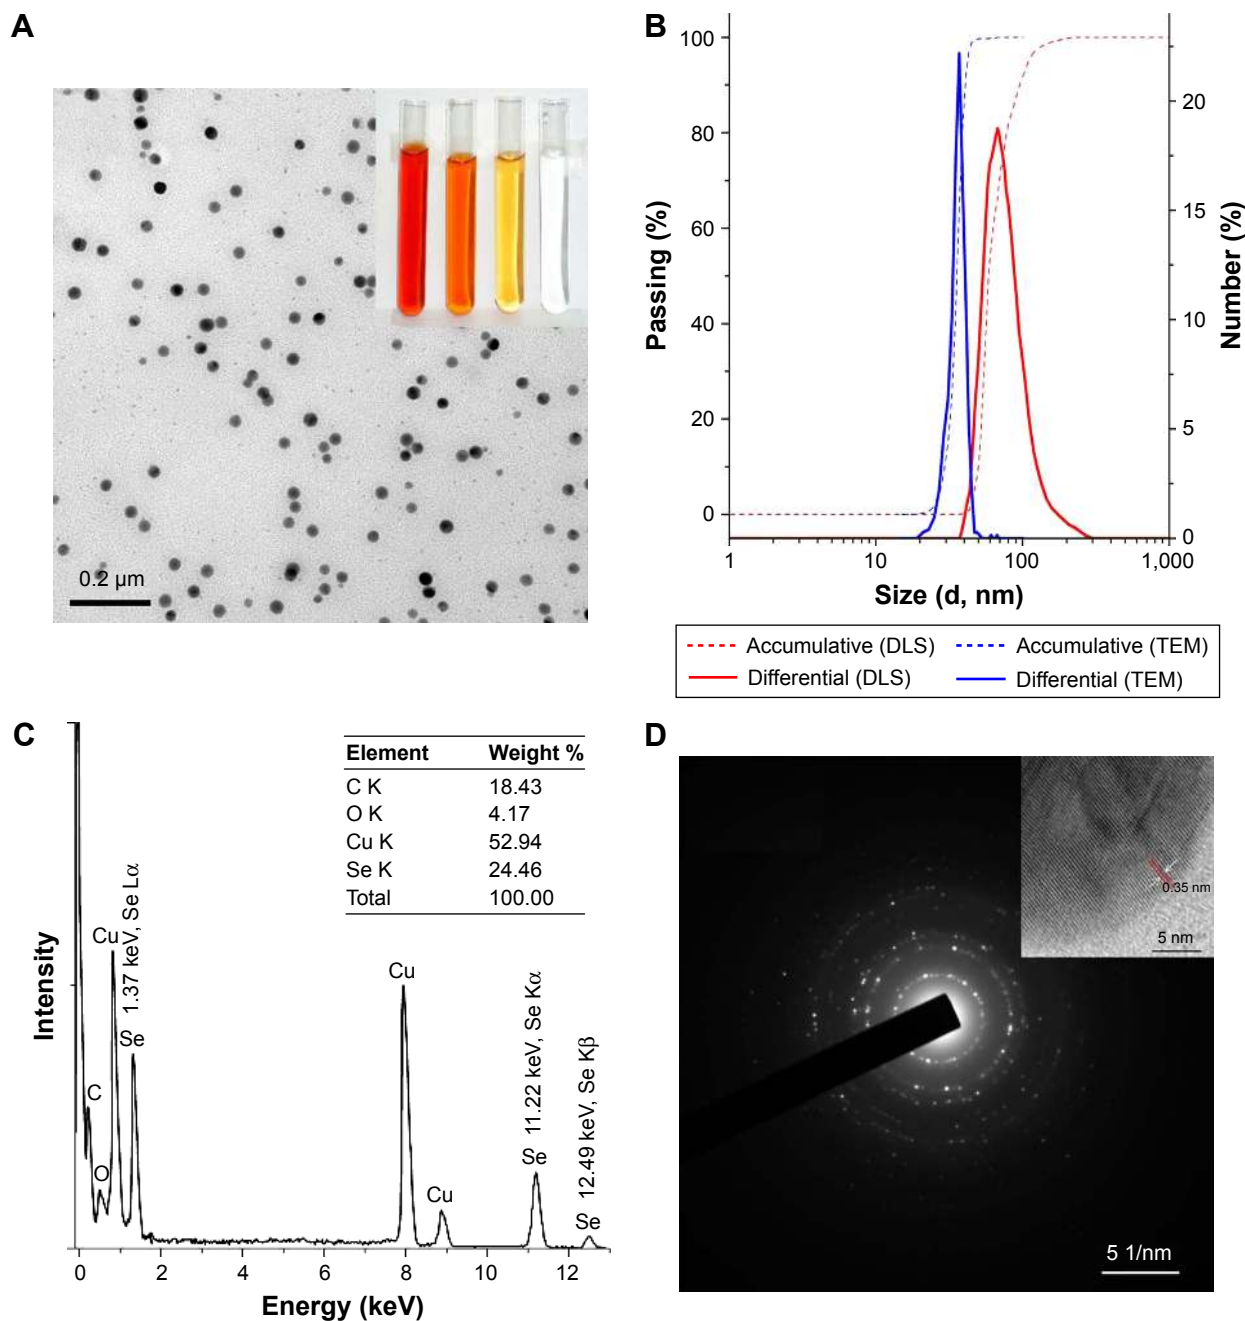 A
0.2 µm
B
Passing (%)
100
80
60
40
20
0
Number (%)
20
15
10
5
0
1
10
100
1,000
Size (d, nm)
Accumulative (DLS)
Accumulative (TEM)
Differential (DLS)
Differential (TEM)
C
Element Weight %
C K 18.43
O K 4.17
Cu K 52.94
Se K 24.46
Total 100.00
Intensity
C
O
Cu
Se
1.37 keV, Se Lα
Cu
Cu
Se
11.22 keV, Se Kα
Se
12.49 keV, Se Kβ
0 2 4 6 8 10 12
Energy (keV)
D
0.35 nm
5 nm
5 1/nm